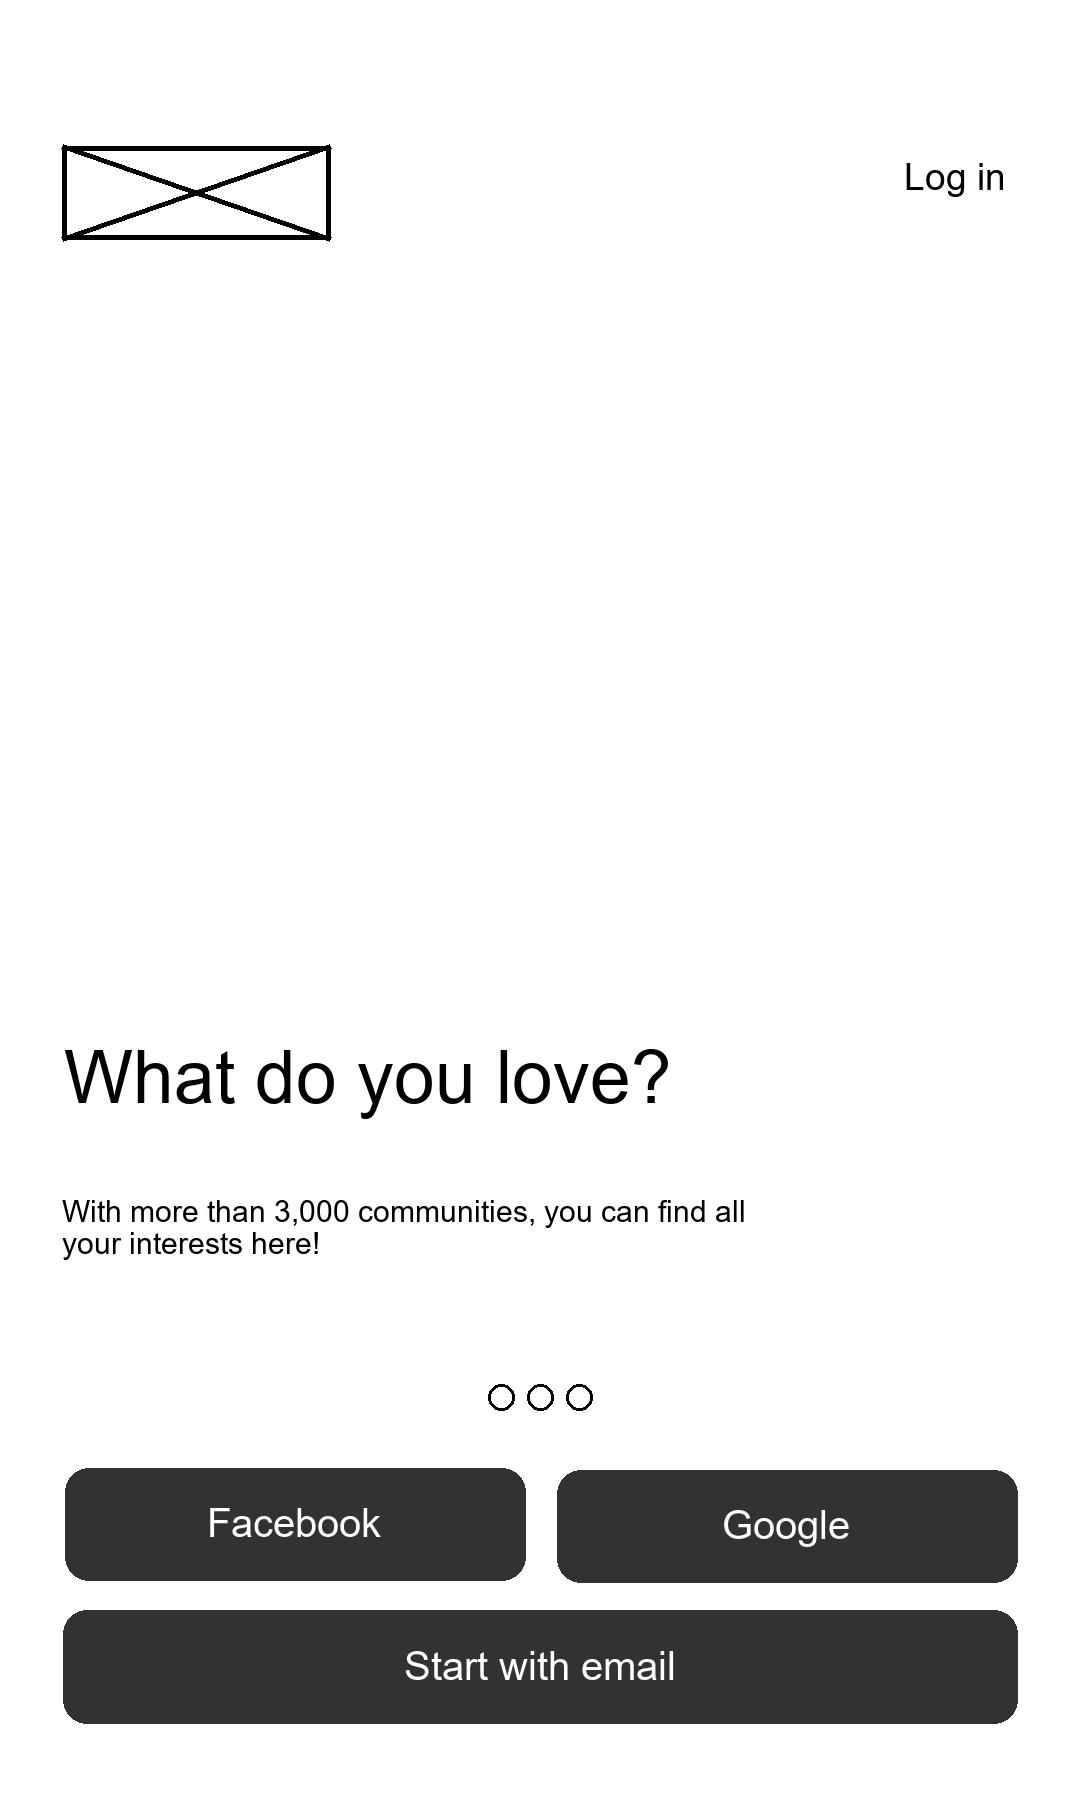 Log in
What do you love?
With more than 3,000 communities, you can find all
your interests here!
Facebook
Google
Start with email